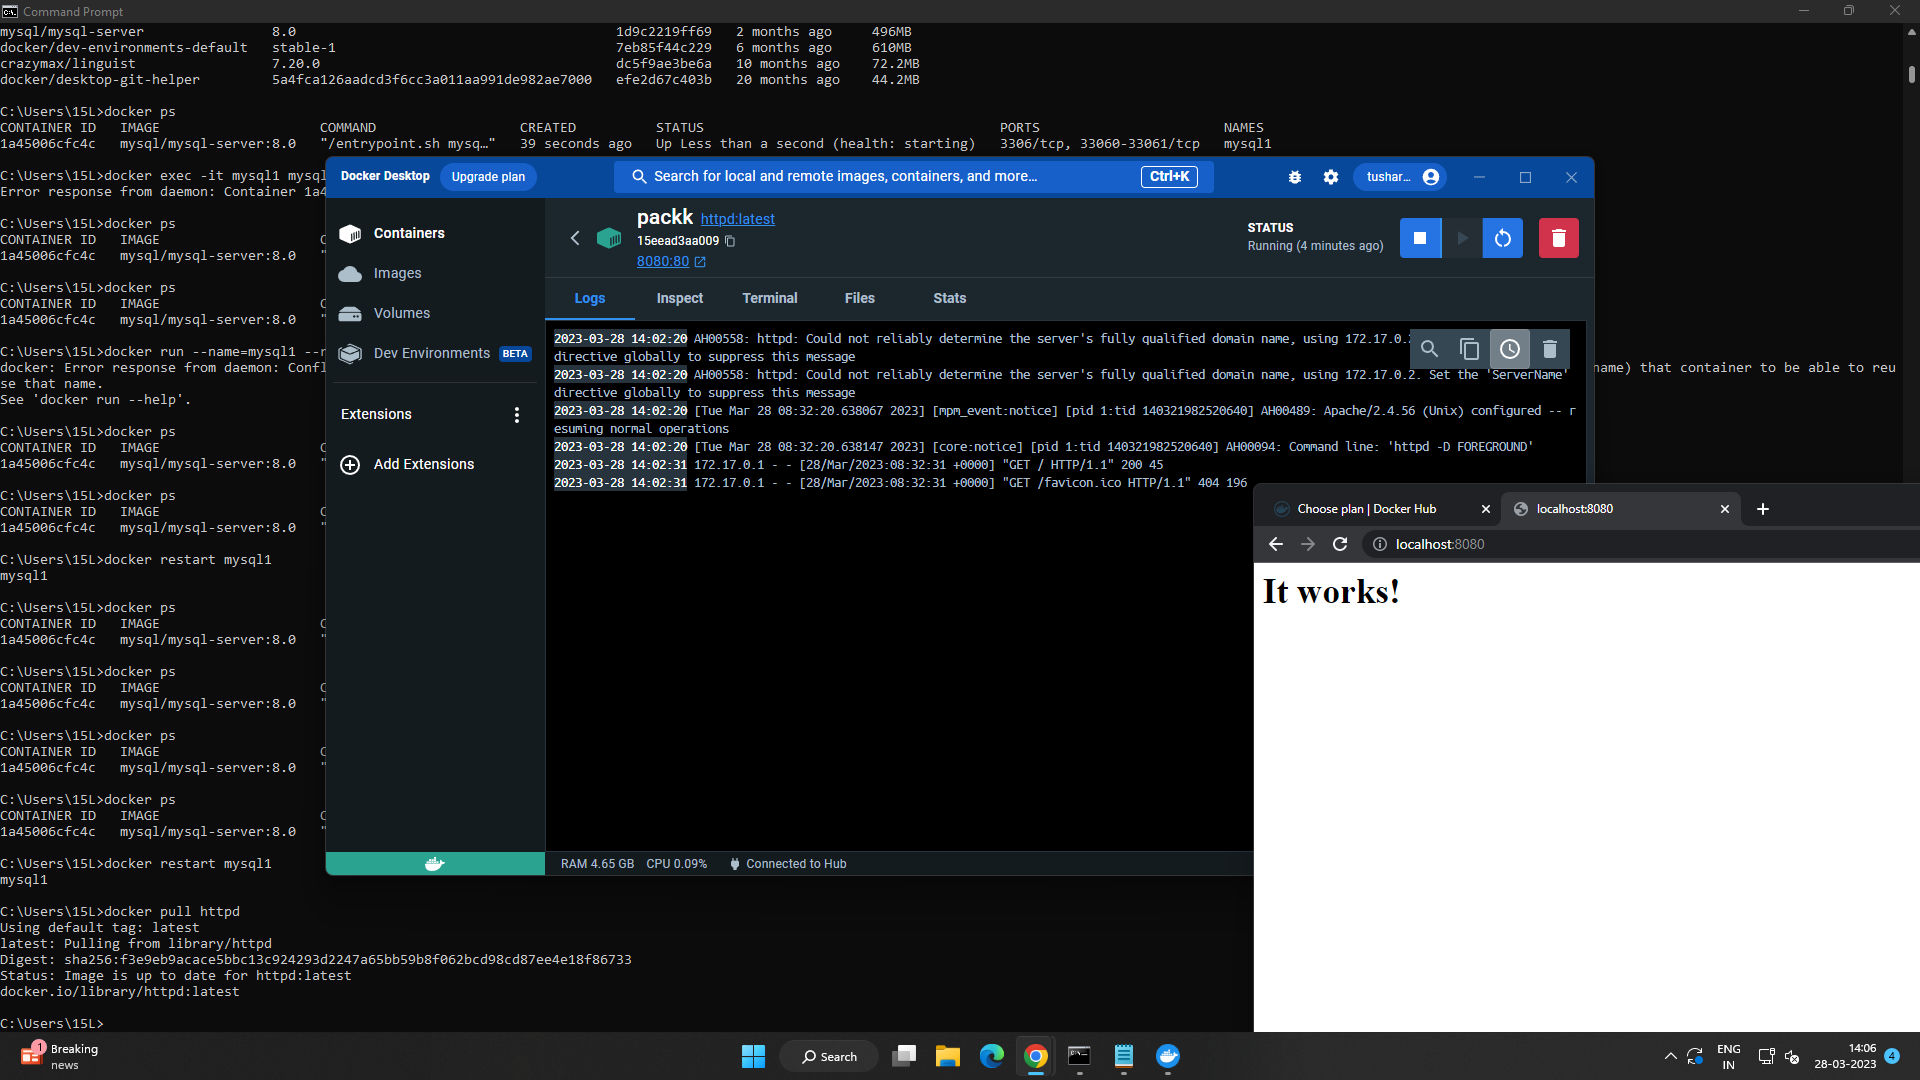 Command Prompt
mysql/mysql-server 8.0 1d9c2219ff69 2 months ago 496MB
docker/dev-environments-default stable-1 7eb85f44c229 6 months ago 610MB
crazymax/linguist 7.20.0 dc5f9ae3be6a 10 months ago 72.2MB
docker/desktop-git-helper 5a4fca126aadcd3f6cc3a011aa991de982ae7000 efe2d67c403b 20 months ago 44.2MB
C:\Users\15L>docker ps
CONTAINER ID IMAGE COMMAND CREATED STATUS PORTS NAMES
1a45006cfc4c mysql/mysql-server:8.0 "/entrypoint.sh mysq…" 39 seconds ago Up Less than a second (health: starting) 3306/tcp, 33060-33061/tcp mysql1
C:\Users\15L>docker exec -it mysql1 mysql
Error response from daemon: Container 1a4
C:\Users\15L>docker ps
CONTAINER ID IMAGE
1a45006cfc4c mysql/mysql-server:8.0 "
C:\Users\15L>docker ps
CONTAINER ID IMAGE
1a45006cfc4c mysql/mysql-server:8.0 "
C:\Users\15L>docker run --name=mysql1 --r
docker: Error response from daemon: Conf name) that container to be able to reu
se that name.
See 'docker run --help'.
C:\Users\15L>docker ps
CONTAINER ID IMAGE
1a45006cfc4c mysql/mysql-server:8.0 "
C:\Users\15L>docker ps
CONTAINER ID IMAGE
1a45006cfc4c mysql/mysql-server:8.0 "
C:\Users\15L>docker restart mysql1
mysql1
C:\Users\15L>docker ps
CONTAINER ID IMAGE
1a45006cfc4c mysql/mysql-server:8.0 "
C:\Users\15L>docker ps
CONTAINER ID IMAGE
1a45006cfc4c mysql/mysql-server:8.0 "
C:\Users\15L>docker ps
CONTAINER ID IMAGE
1a45006cfc4c mysql/mysql-server:8.0 "
C:\Users\15L>docker ps
CONTAINER ID IMAGE
1a45006cfc4c mysql/mysql-server:8.0 "
C:\Users\15L>docker restart mysql1
mysql1
C:\Users\15L>docker pull httpd
Using default tag: latest
latest: Pulling from library/httpd
Digest: sha256:f3e9eb9acace5bbc13c924293d2247a65bb59b8f062bcd98cd87ee4e18f86733
Status: Image is up to date for httpd:latest
docker.io/library/httpd:latest
C:\Users\15L>
Docker Desktop Upgrade plan Search for local and remote images, containers, and more… Ctrl+K tushar...
Containers
Images
Volumes
Dev Environments BETA
Extensions
Add Extensions
packk httpd:latest
15eead3aa009
8080:80
STATUS
Running (4 minutes ago)
Logs Inspect Terminal Files Stats
2023-03-28 14:02:20 AH00558: httpd: Could not reliably determine the server's fully qualified domain name, using 172.17.0.
directive globally to suppress this message
2023-03-28 14:02:20 AH00558: httpd: Could not reliably determine the server's fully qualified domain name, using 172.17.0.2. Set the 'ServerName'
directive globally to suppress this message
2023-03-28 14:02:20 [Tue Mar 28 08:32:20.638067 2023] [mpm_event:notice] [pid 1:tid 140321982520640] AH00489: Apache/2.4.56 (Unix) configured -- r
esuming normal operations
2023-03-28 14:02:20 [Tue Mar 28 08:32:20.638147 2023] [core:notice] [pid 1:tid 140321982520640] AH00094: Command line: 'httpd -D FOREGROUND'
2023-03-28 14:02:31 172.17.0.1 - - [28/Mar/2023:08:32:31 +0000] "GET / HTTP/1.1" 200 45
2023-03-28 14:02:31 172.17.0.1 - - [28/Mar/2023:08:32:31 +0000] "GET /favicon.ico HTTP/1.1" 404 196
RAM 4.65 GB CPU 0.09% Connected to Hub
Choose plan | Docker Hub localhost:8080
localhost:8080
It works!
1 Breaking
news
Search
ENG
IN
14:06
28-03-2023
4